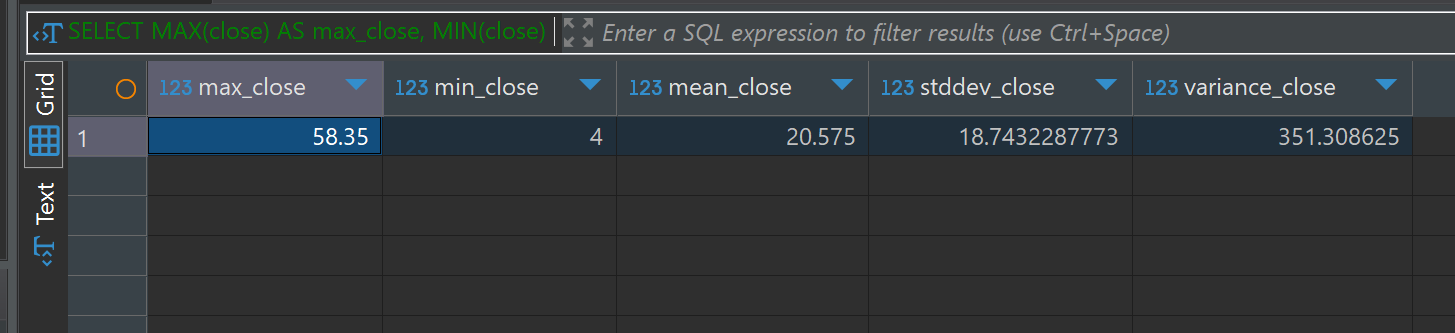 SELECT MAX(close) AS max_close, MIN(close) Enter a SQL expression to filter results (use Ctrl+Space)
Grid
123 max_close 123 min_close 123 mean_close 123 stddev_close 123 variance_close
1 58.35 4 20.575 18.7432287773 351.308625
Text